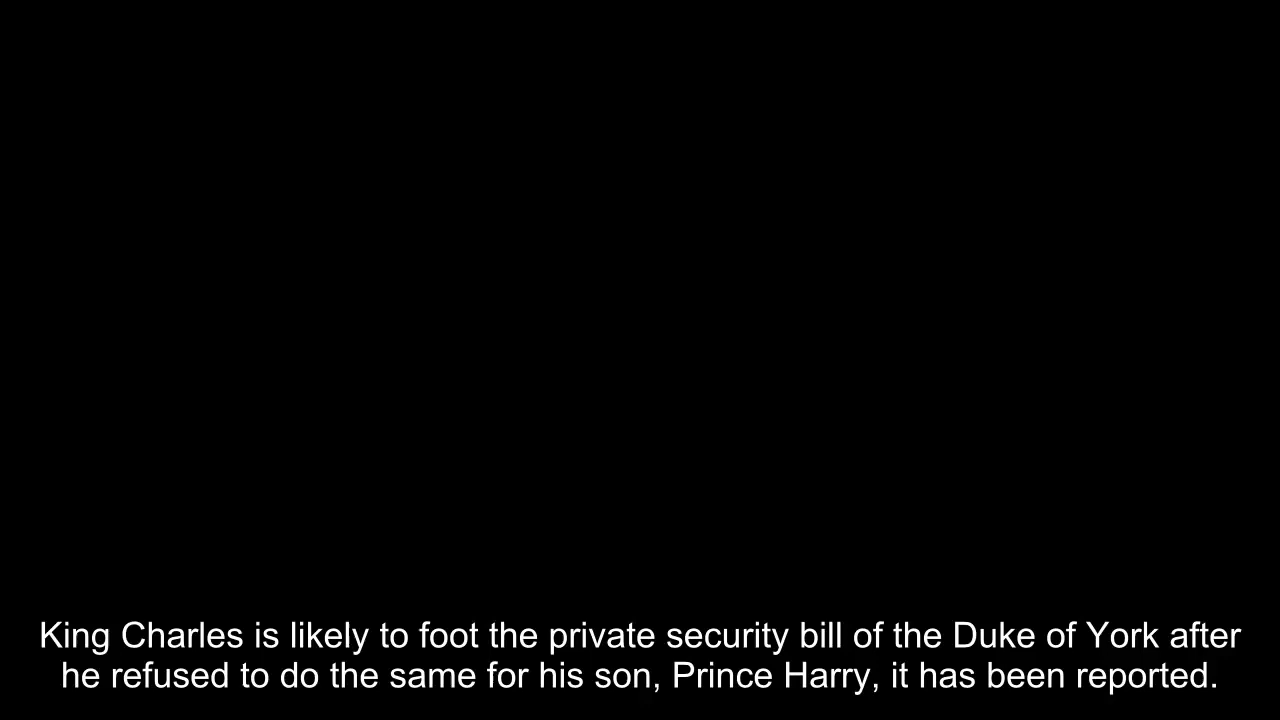 King Charles is likely to foot the private security bill of the Duke of York after
he refused to do the same for his son, Prince Harry, it has been reported.